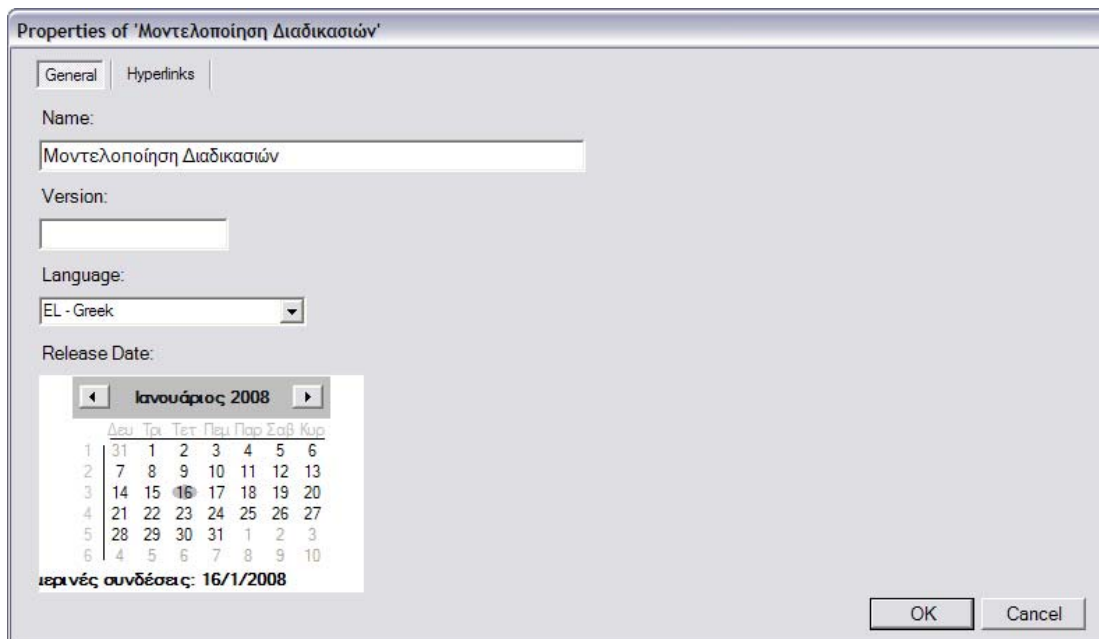 Properties of 'Μοντελοποίηση Διαδικασιών'
General Hyperlinks
Name:
Μοντελοποίηση Διαδικασιών
Version:
Language:
EL - Greek
Release Date:
Ιανουάριος 2008
Δευ Τρι Τετ Πεμ Παρ Σαβ Κυρ
1 31 1 2 3 4 5 6
2 7 8 9 10 11 12 13
3 14 15 16 17 18 19 20
4 21 22 23 24 25 26 27
5 28 29 30 31 1 2 3
6 4 5 6 7 8 9 10
μερινές συνδέσεις: 16/1/2008
OK Cancel